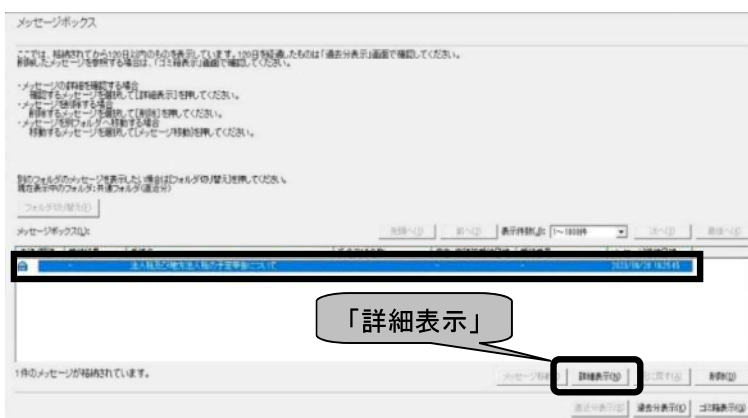 メッセージボックス
ここでは、格納されてから120日以内のものを表示しています。120日を経過したものは「過去分表示」画面で確認してください。
削除したメッセージを参照する場合は、「ゴミ箱表示」画面で確認してください。
・メッセージの詳細を確認する場合
確認するメッセージを選択して[詳細表示]を押してください。
・メッセージを削除する場合
削除するメッセージを選択して[削除]を押してください。
・メッセージを別フォルダへ移動する場合
移動するメッセージを選択して[メッセージ移動]を押してください。
別のフォルダのメッセージを表示したい場合は[フォルダ切り替え]を押してください。
現在表示中のフォルダ:共通フォルダ(直近分)
フォルダ切り替え(E)
メッセージボックス(L): 表示件数(J): 1～1000件
法人税及び地方法人税の予定申告について
「詳細表示」
1件のメッセージが格納されています。
詳細表示(N) 削除(D)
過去分表示(K) ゴミ箱表示(Q)